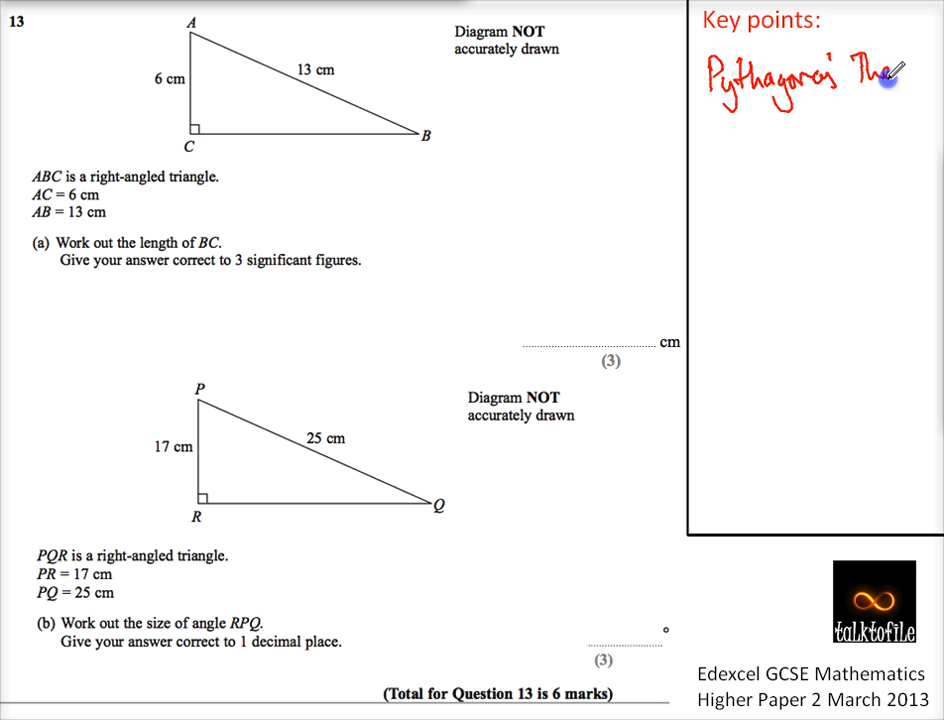 13
A
6 cm
13 cm
C
B
Diagram NOT
accurately drawn
ABC is a right-angled triangle.
AC = 6 cm
AB = 13 cm
(a) Work out the length of BC.
Give your answer correct to 3 significant figures.
cm
(3)
P
17 cm
25 cm
R
Q
Diagram NOT
accurately drawn
PQR is a right-angled triangle.
PR = 17 cm
PQ = 25 cm
(b) Work out the size of angle RPQ.
Give your answer correct to 1 decimal place.
°
(3)
(Total for Question 13 is 6 marks)
Key points:
Pythagoras' The
talktofile
Edexcel GCSE Mathematics
Higher Paper 2 March 2013